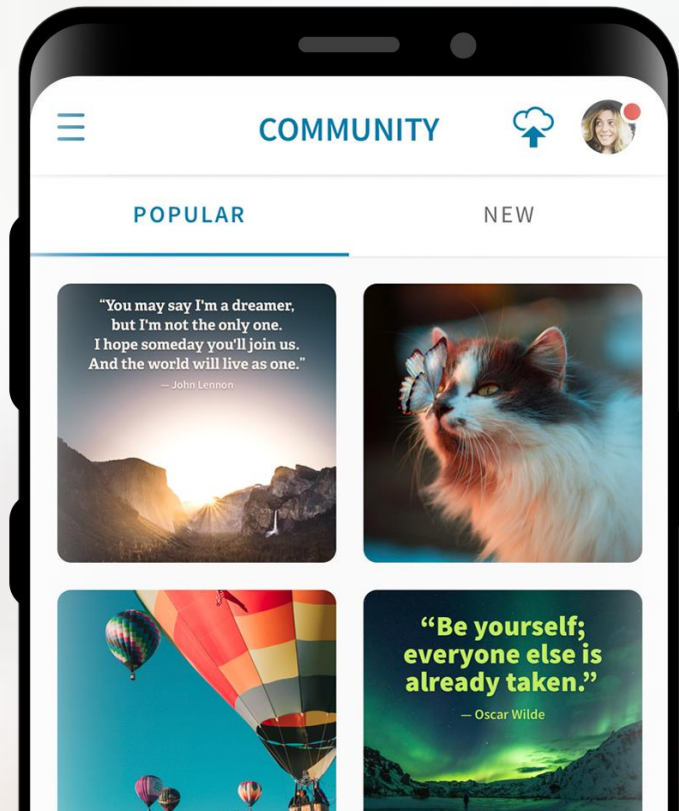 COMMUNITY
POPULAR
NEW
“You may say I'm a dreamer,
but I'm not the only one.
I hope someday you'll join us.
And the world will live as one.”
— John Lennon
“Be yourself;
everyone else is
already taken.”
— Oscar Wilde